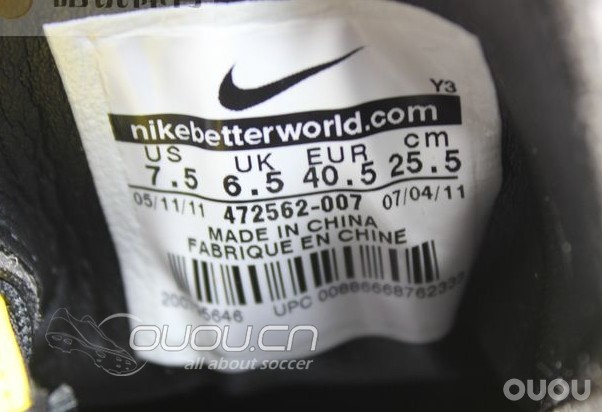 Y3
nikebetterworld.com
US UK EUR cm
7.5 6.5 40.5 25.5
05/11/11 472562-007 07/04/11
MADE IN CHINA
FABRIQUE EN CHINE
UPC
OUOU.CN
all about soccer
OUOU